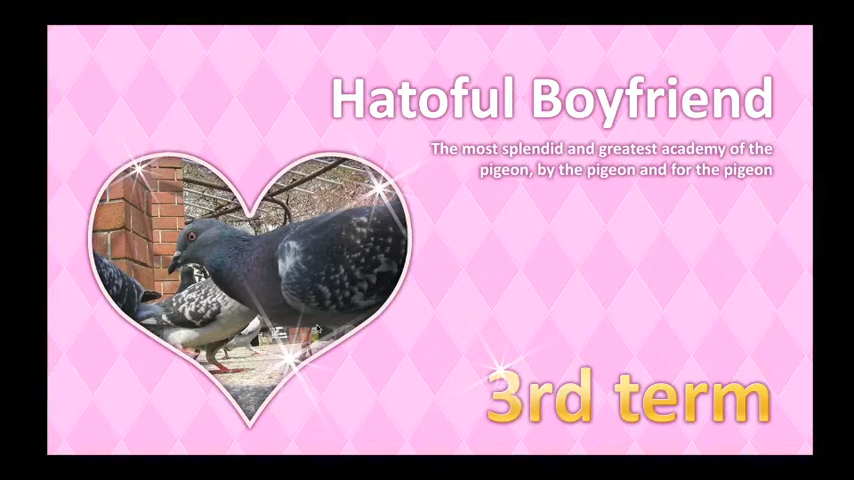 Hatoful Boyfriend
The most splendid and greatest academy of the
pigeon, by the pigeon and for the pigeon
3rd term